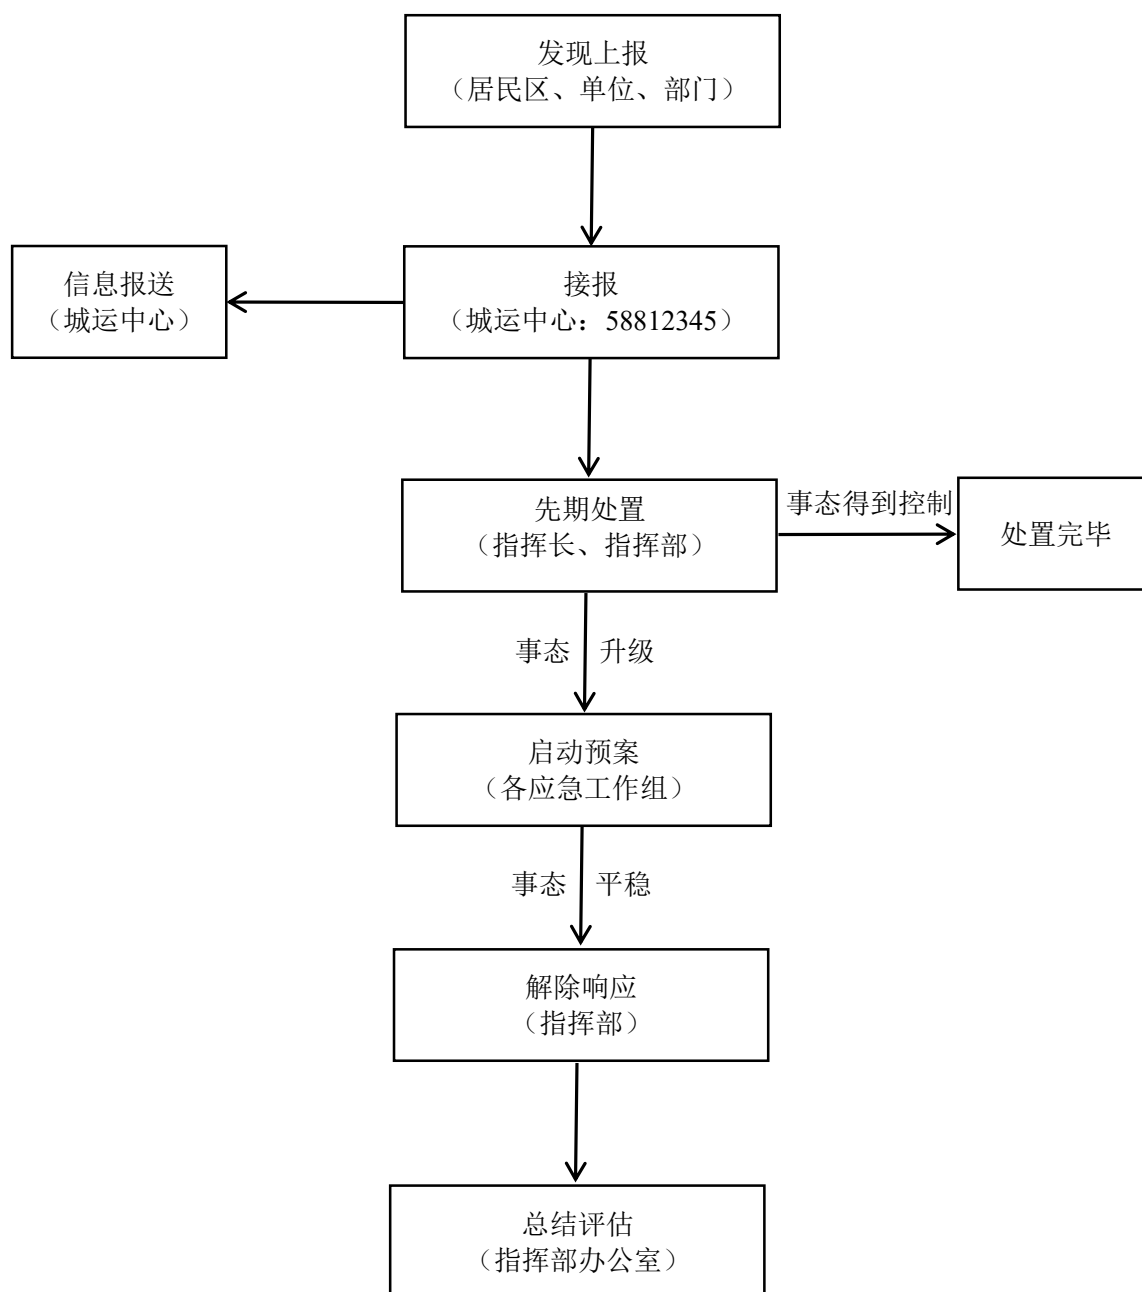 发现上报
（居民区、单位、部门）
信息报送
（城运中心）
接报
（城运中心：58812345）
先期处置
（指挥长、指挥部）
事态得到控制
处置完毕
事态 升级
启动预案
（各应急工作组）
事态 平稳
解除响应
（指挥部）
总结评估
（指挥部办公室）